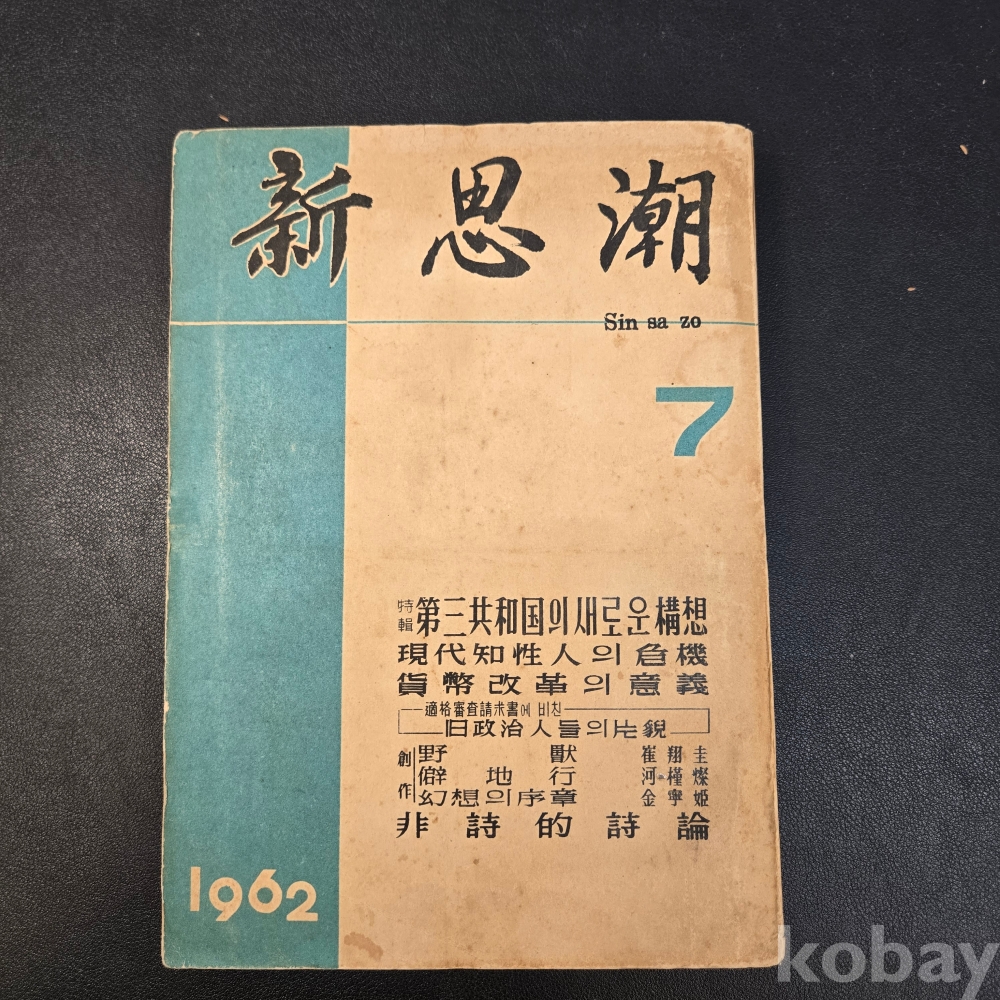 新思潮
Sin sa zo
7
特輯 第三共和国의 새로운 構想
現代知性人의 危機
貨幣改革의 意義
適格審査請求書에 비친
旧政治人들의 片貌
創作
野獸 崔翔圭
僻地行 河槿燦
幻想의 序章 金寧姬
非詩的詩論
1962
kobay